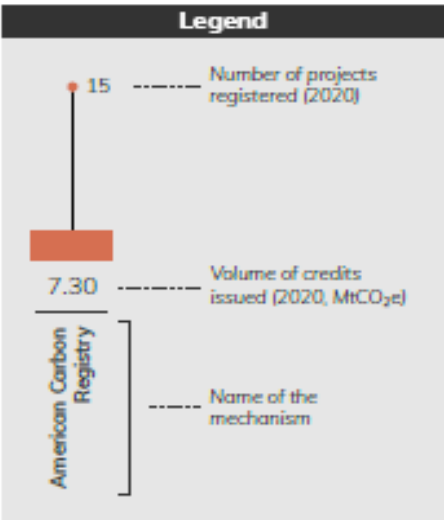 Legend
15
Number of projects
registered (2020)
7.30
Volume of credits
issued (2020, MtCO₂e)
American Carbon
Registry
Name of the
mechanism